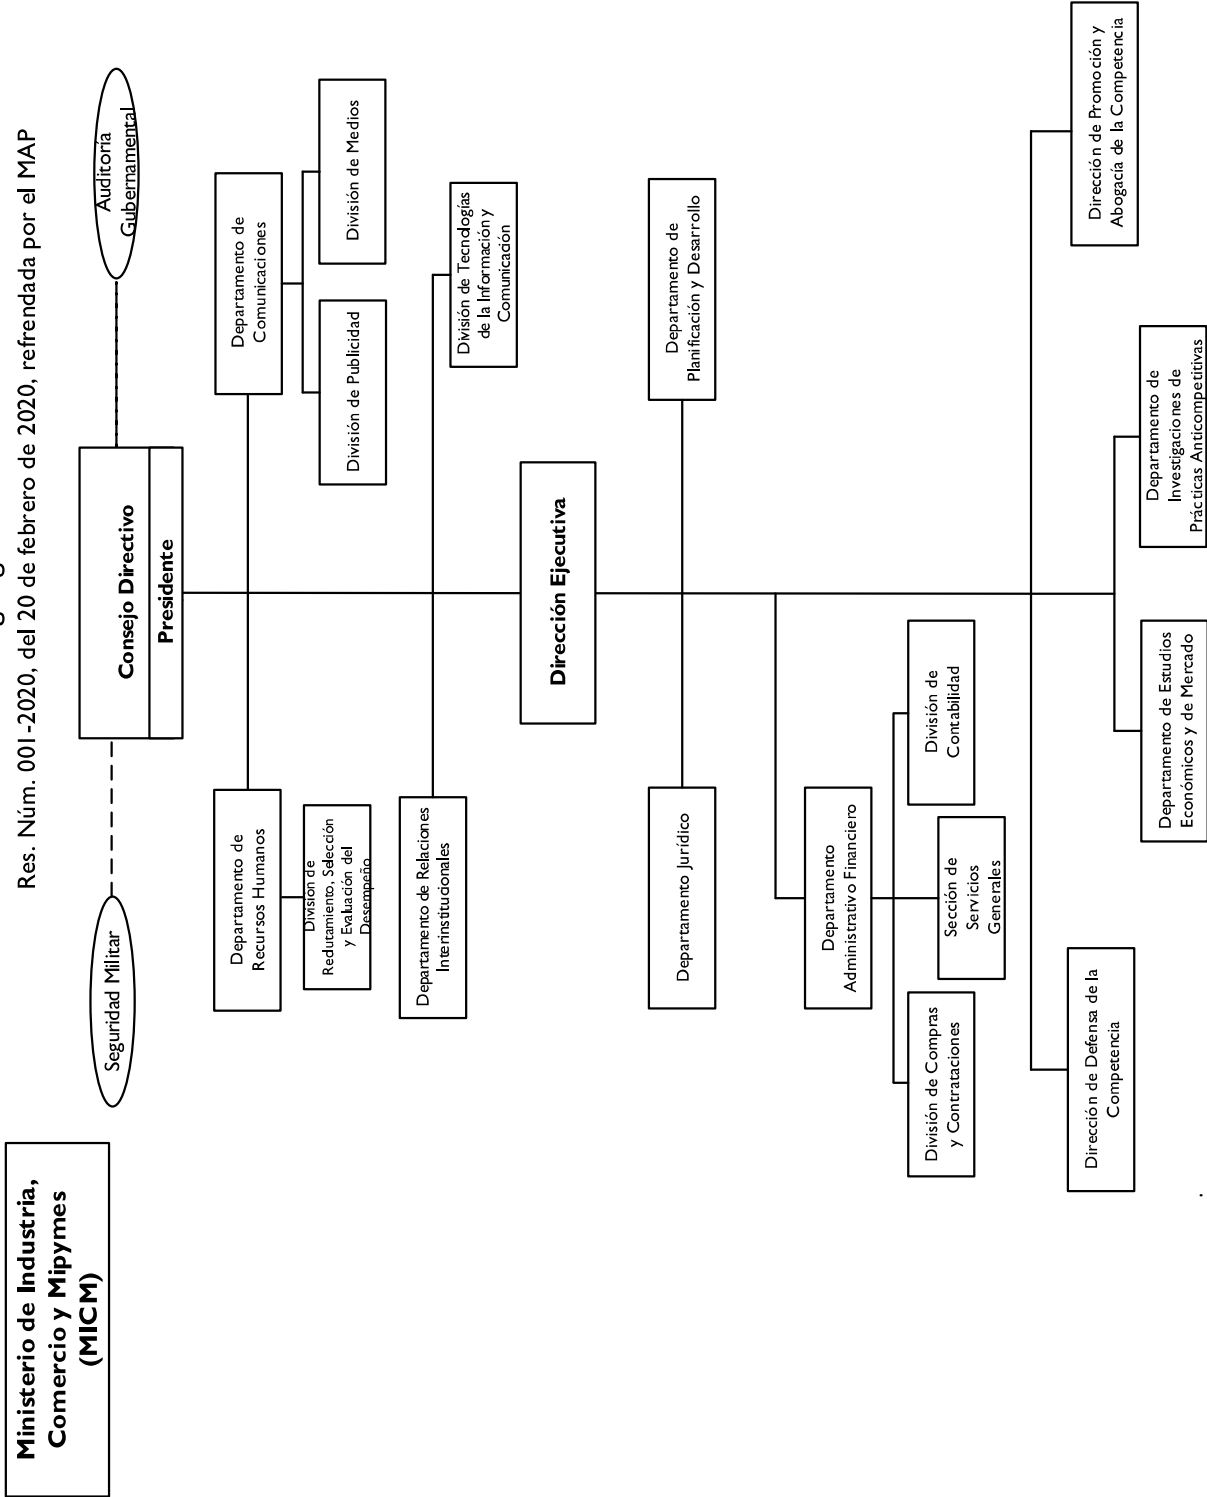 Res. Núm. 001-2020, del 20 de febrero de 2020, refrendada por el MAP
Ministerio de Industria,
Comercio y Mipymes
(MICM)
Seguridad Militar
Consejo Directivo
Presidente
Auditoría
Gubernamental
Departamento de
Recursos Humanos
División de
Reclutamiento, Selección
y Evaluación del
Desempeño
Departamento de
Comunicaciones
División de Publicidad
División de Medios
Departamento de Relaciones
Interinstitucionales
División de Tecnologías
de la Información y
Comunicación
Dirección Ejecutiva
Departamento Jurídico
Departamento de
Planificación y Desarrollo
Departamento
Administrativo Financiero
División de Compras
y Contrataciones
Sección de
Servicios
Generales
División de
Contabilidad
Dirección de Defensa de la
Competencia
Dirección de Promoción y
Abogacía de la Competencia
Departamento de Estudios
Económicos y de Mercado
Departamento de
Investigaciones de
Prácticas Anticompetitivas